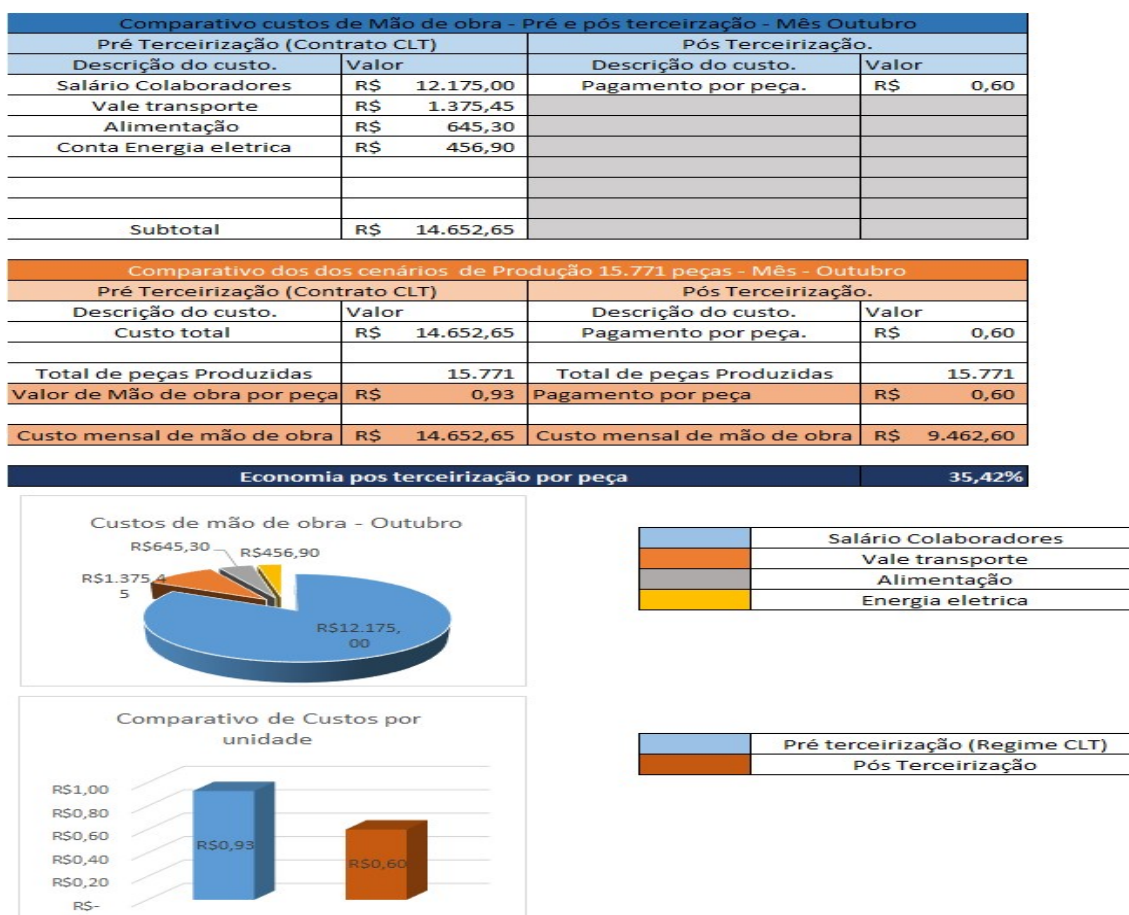 Comparativo custos de Mão de obra - Pré e pós terceirzação - Mês Outubro
Pré Terceirização (Contrato CLT) Pós Terceirização.
Descrição do custo. Valor Descrição do custo. Valor
Salário Colaboradores R$ 12.175,00 Pagamento por peça. R$ 0,60
Vale transporte R$ 1.375,45
Alimentação R$ 645,30
Conta Energia eletrica R$ 456,90
Subtotal R$ 14.652,65
Comparativo dos dos cenários de Produção 15.771 peças - Mês - Outubro
Pré Terceirização (Contrato CLT) Pós Terceirização.
Descrição do custo. Valor Descrição do custo. Valor
Custo total R$ 14.652,65 Pagamento por peça. R$ 0,60
Total de peças Produzidas 15.771 Total de peças Produzidas 15.771
Valor de Mão de obra por peça R$ 0,93 Pagamento por peça R$ 0,60
Custo mensal de mão de obra R$ 14.652,65 Custo mensal de mão de obra R$ 9.462,60
Economia pos terceirização por peça 35,42%
Custos de mão de obra - Outubro
R$645,30
R$456,90
R$1.375,4
5
R$12.175,
00
Salário Colaboradores
Vale transporte
Alimentação
Energia eletrica
Comparativo de Custos por
unidade
R$1,00
R$0,80
R$0,60
R$0,40
R$0,20
R$-
R$0,93
R$0,60
Pré terceirização (Regime CLT)
Pós Terceirização